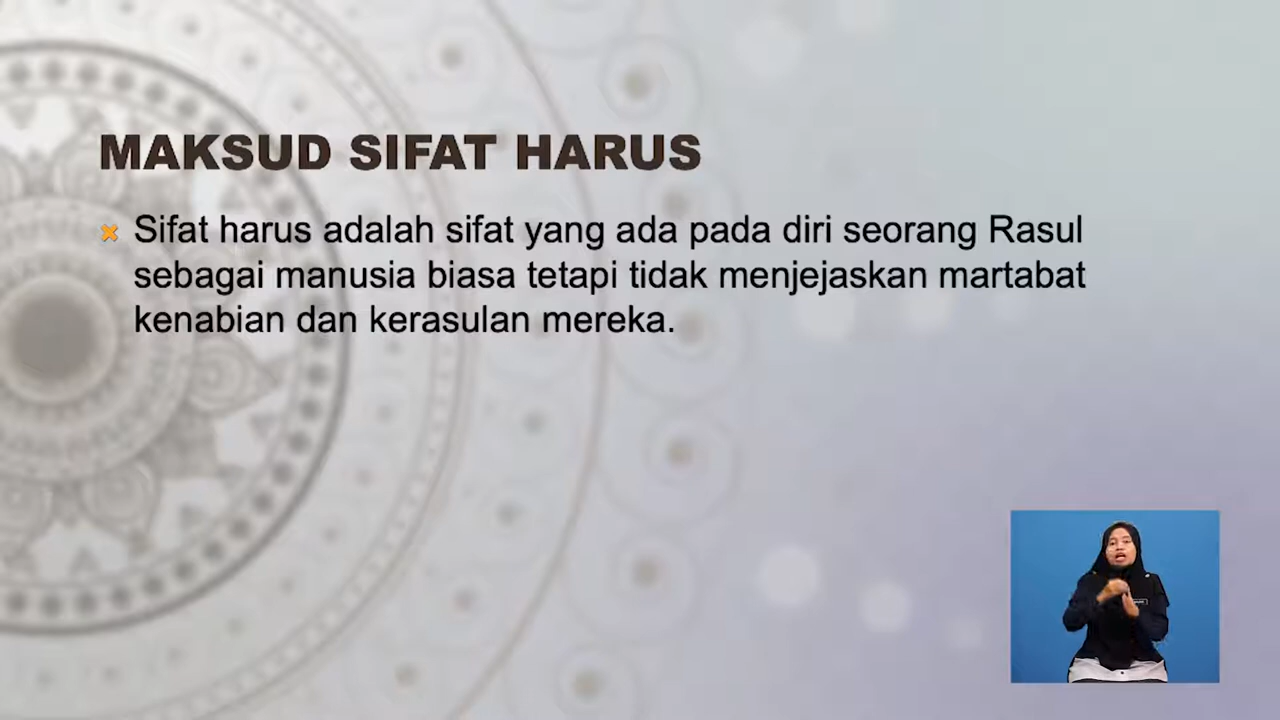 MAKSUD SIFAT HARUS
Sifat harus adalah sifat yang ada pada diri seorang Rasul
sebagai manusia biasa tetapi tidak menjejaskan martabat
kenabian dan kerasulan mereka.